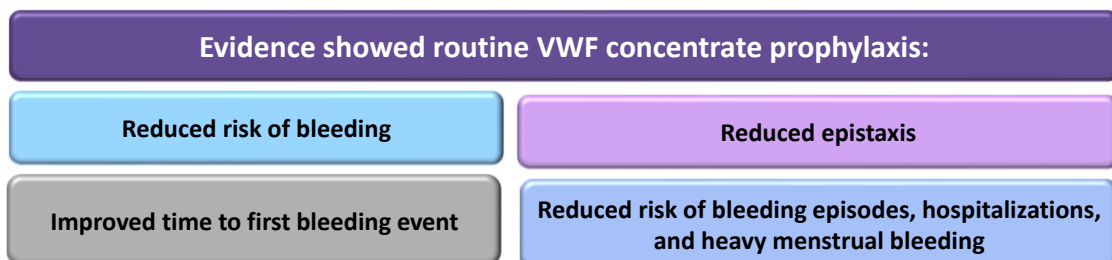 Evidence showed routine VWF concentrate prophylaxis:
Reduced risk of bleeding
Reduced epistaxis
Improved time to first bleeding event
Reduced risk of bleeding episodes, hospitalizations,
and heavy menstrual bleeding